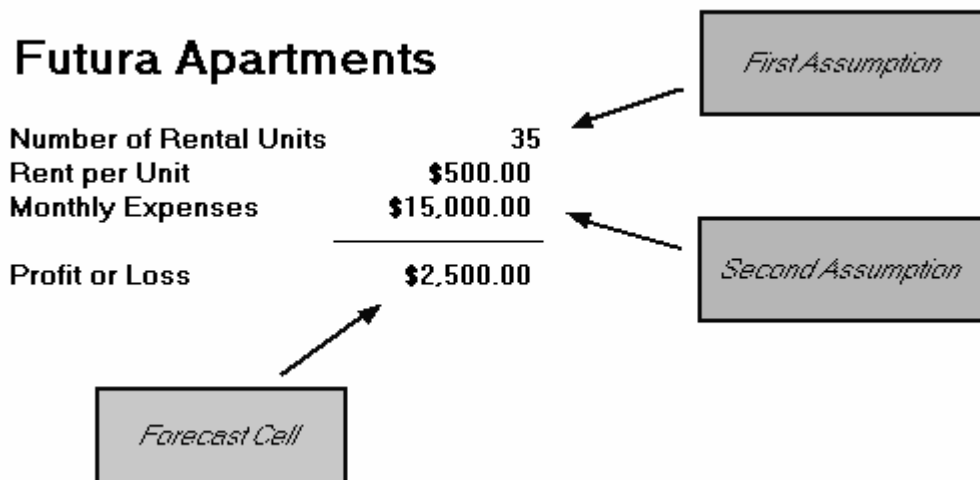 Futura Apartments
First Assumption
Number of Rental Units 35
Rent per Unit $500.00
Monthly Expenses $15,000.00
Second Assumption
Profit or Loss $2,500.00
Forecast Cell